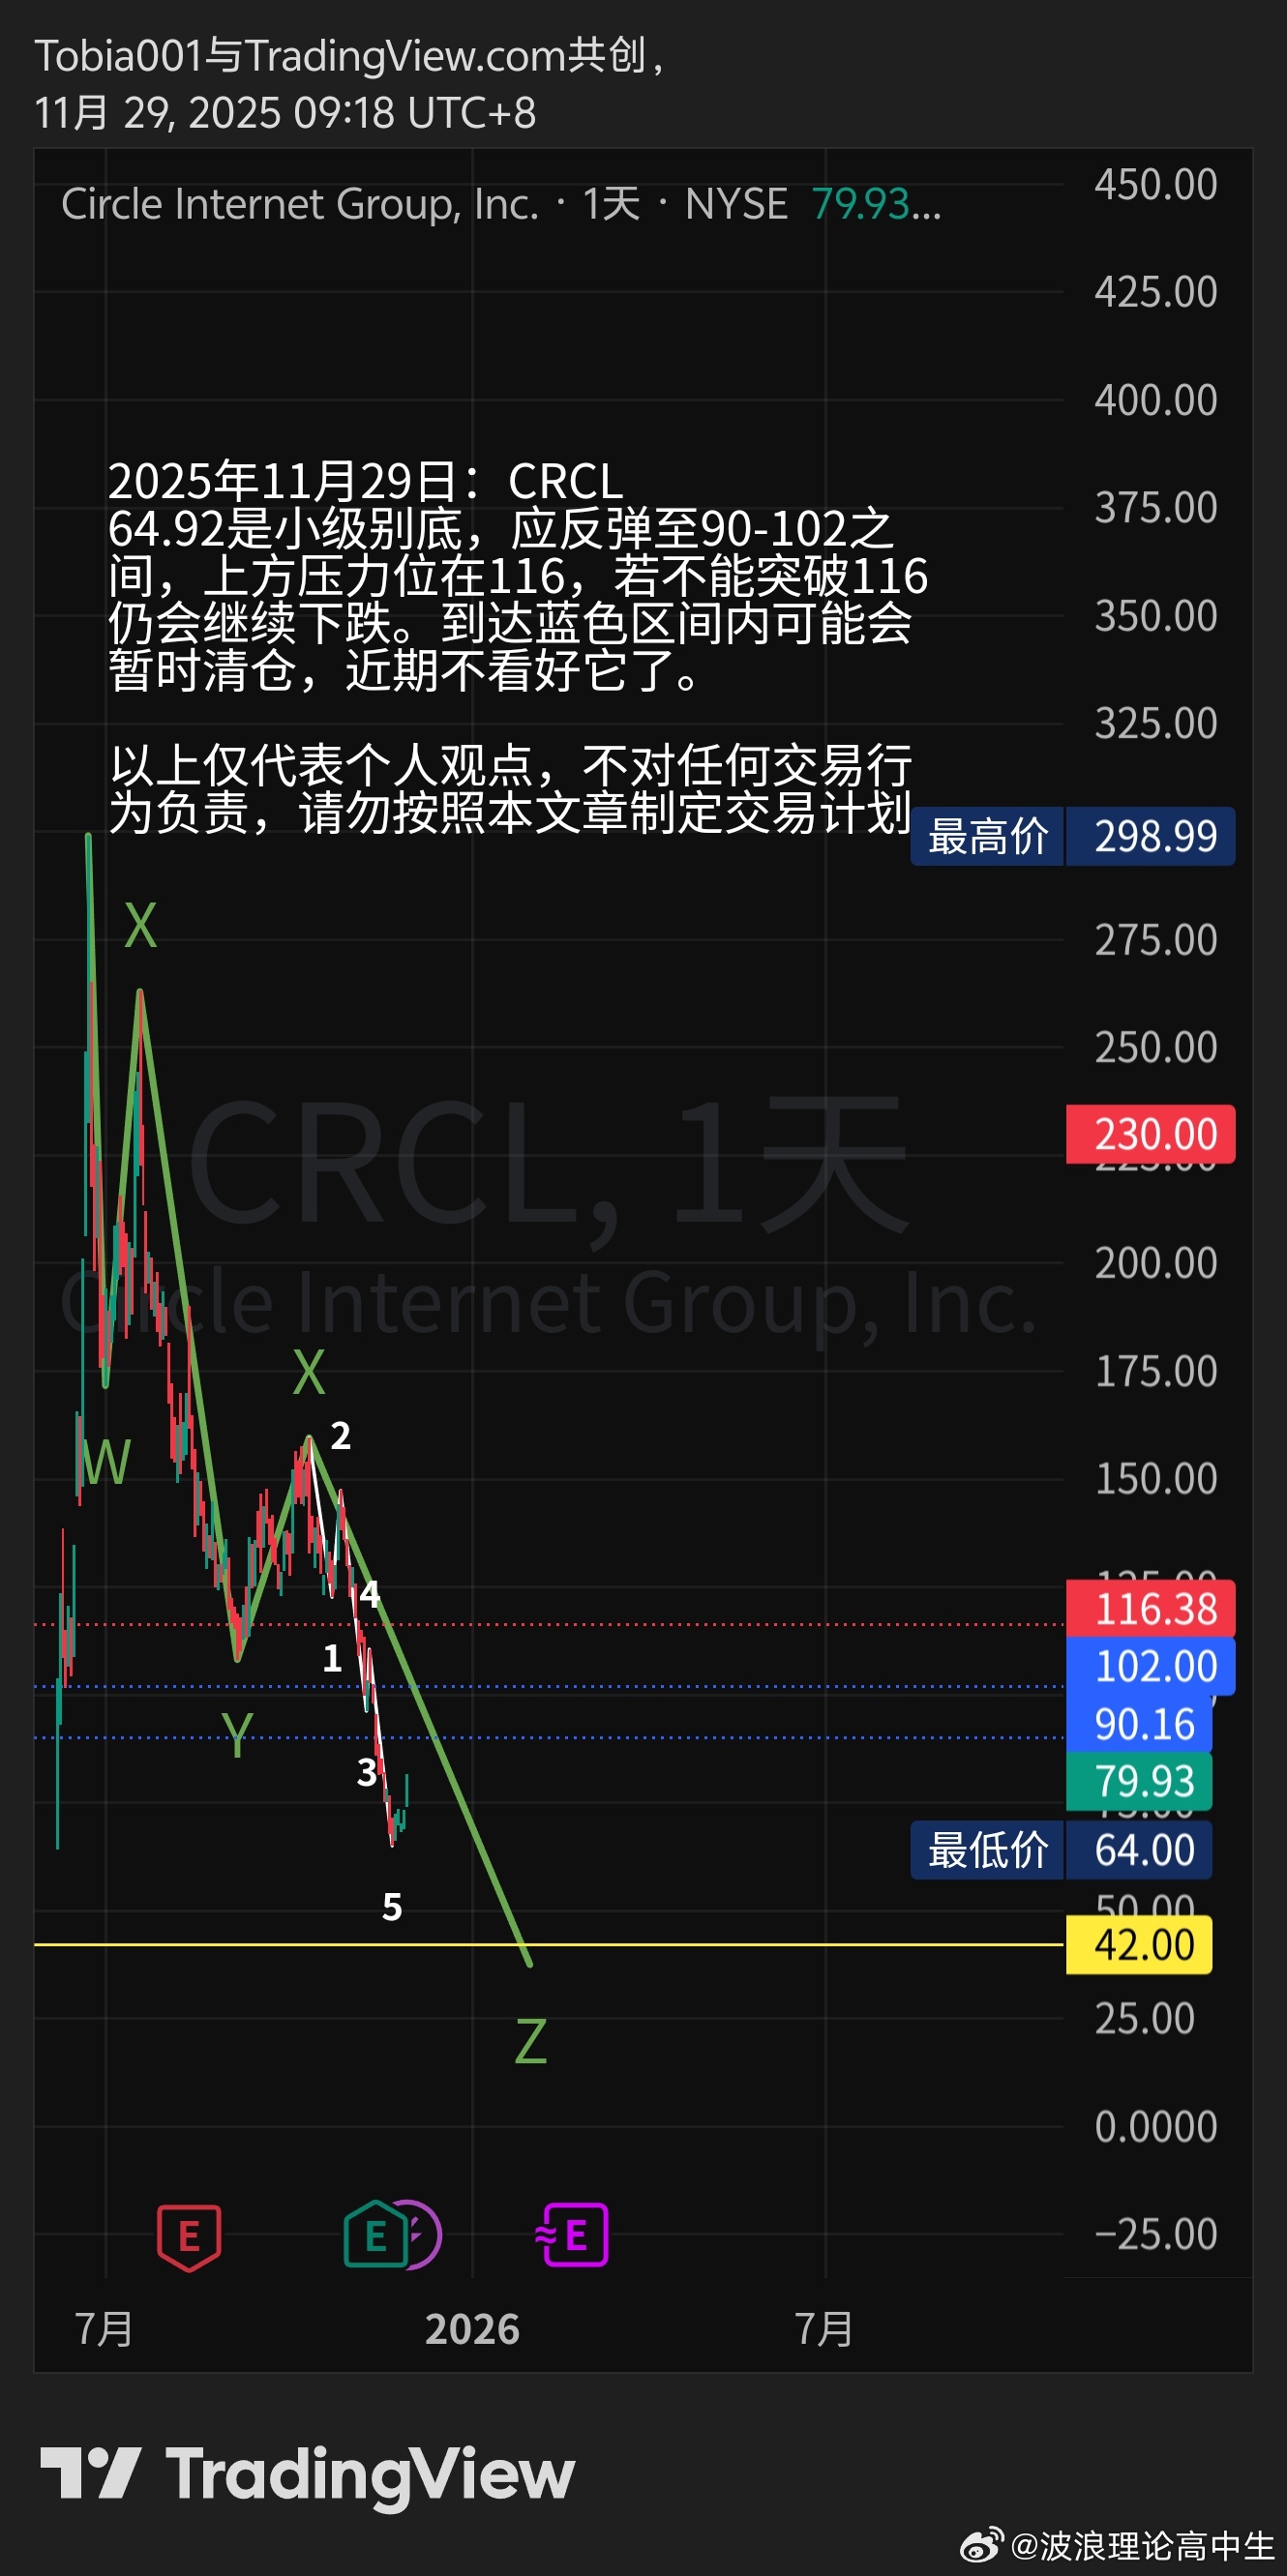 Tobia001与TradingView.com共创，
11月 29, 2025 09:18 UTC+8
Circle Internet Group, Inc. · 1天 · NYSE 79.93...
450.00
425.00
400.00
2025年11月29日：CRCL
64.92是小级别底，应反弹至90-102之
间，上方压力位在116，若不能突破116
仍会继续下跌。到达蓝色区间内可能会
暂时清仓，近期不看好它了。
以上仅代表个人观点，不对任何交易行
为负责，请勿按照本文章制定交易计划
375.00
350.00
325.00
最高价 298.99
X
275.00
250.00
CRCL, 1天
230.00
Circle Internet Group, Inc.
200.00
X
175.00
2
W
150.00
4
116.38
1
102.00
Y
90.16
3
79.93
最低价 64.00
5
50.00
42.00
Z
25.00
0.0000
E
E
≈E
−25.00
7月
2026
7月
TradingView
@波浪理论高中生